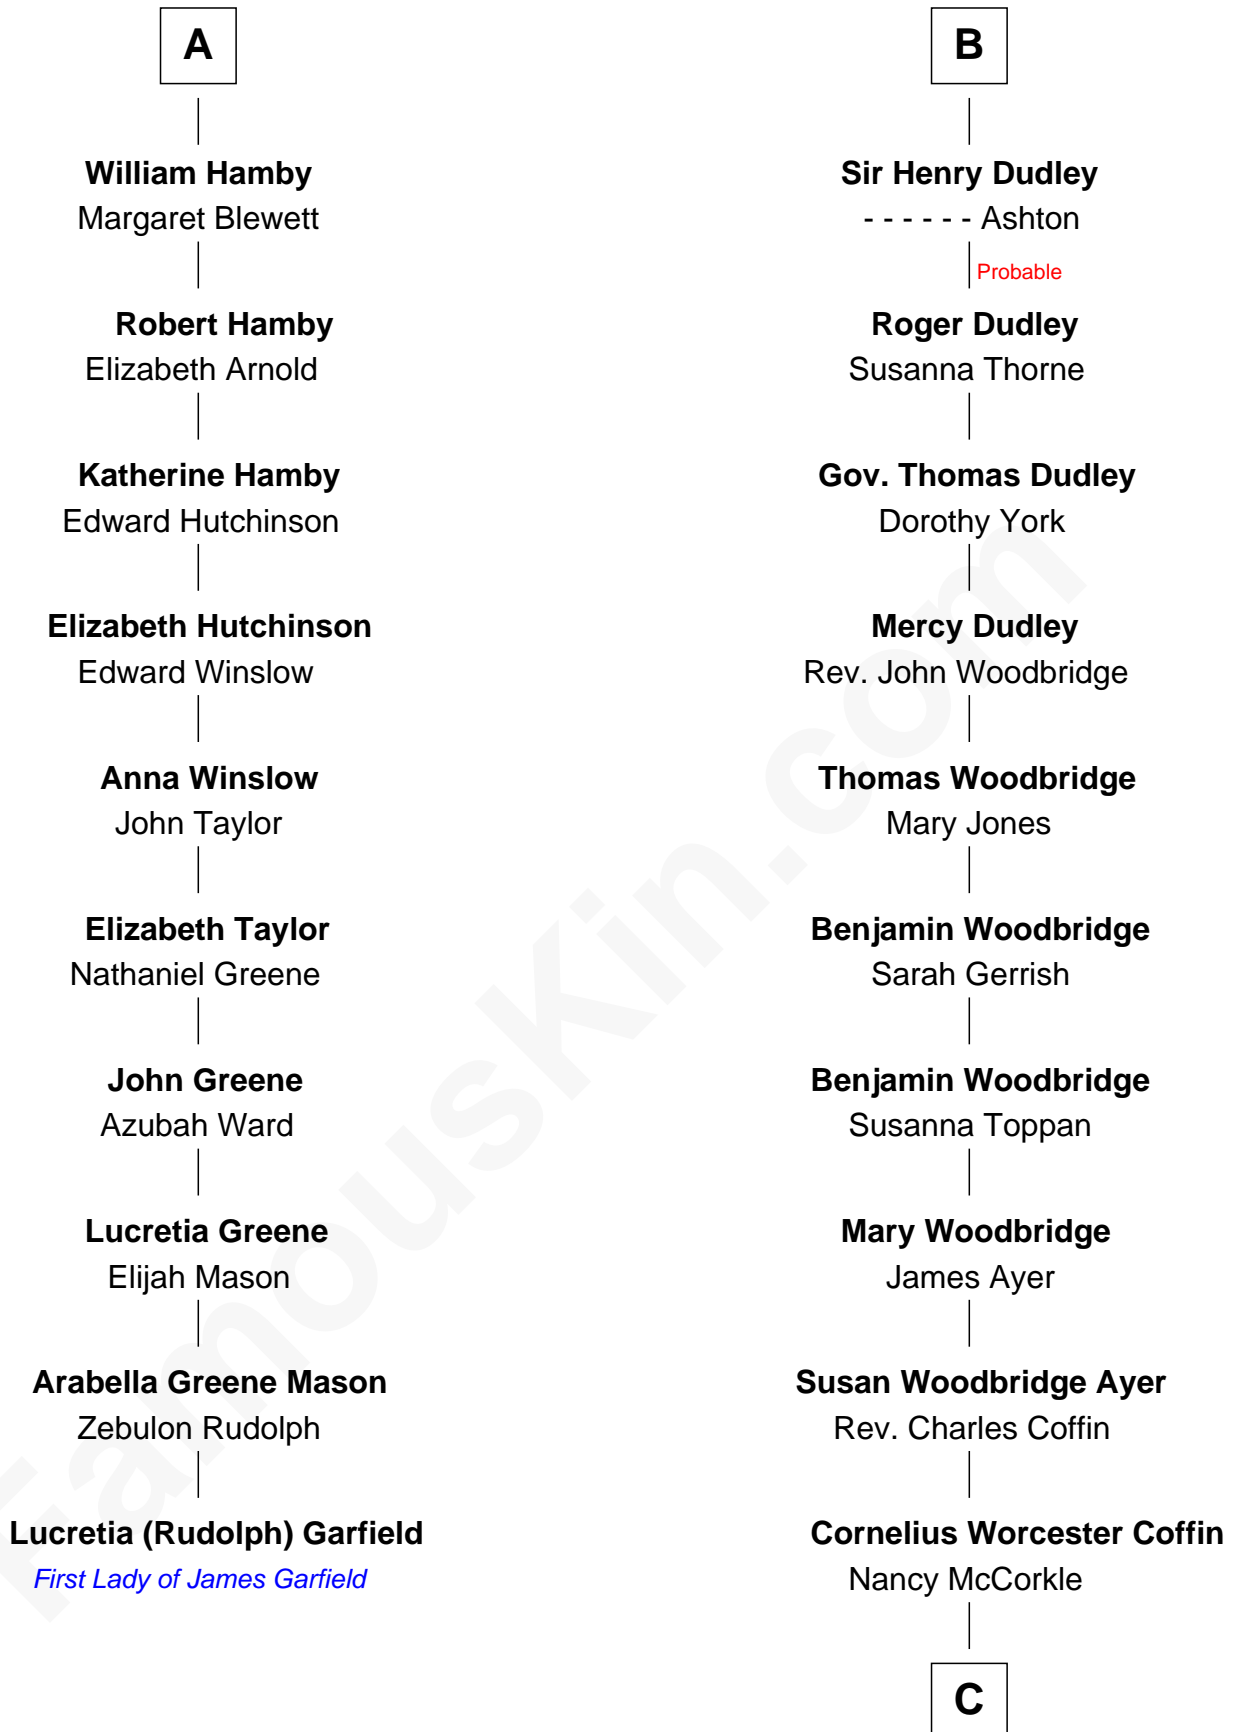 A
William Hamby
Margaret Blewett
Robert Hamby
Elizabeth Arnold
Katherine Hamby
Edward Hutchinson
Elizabeth Hutchinson
Edward Winslow
Anna Winslow
John Taylor
Elizabeth Taylor
Nathaniel Greene
John Greene
Azubah Ward
Lucretia Greene
Elijah Mason
Arabella Greene Mason
Zebulon Rudolph
Lucretia (Rudolph) Garfield
First Lady of James Garfield
B
Sir Henry Dudley
- - - - - - Ashton
Probable
Roger Dudley
Susanna Thorne
Gov. Thomas Dudley
Dorothy York
Mercy Dudley
Rev. John Woodbridge
Thomas Woodbridge
Mary Jones
Benjamin Woodbridge
Sarah Gerrish
Benjamin Woodbridge
Susanna Toppan
Mary Woodbridge
James Ayer
Susan Woodbridge Ayer
Rev. Charles Coffin
Cornelius Worcester Coffin
Nancy McCorkle
C
FamousKin.com